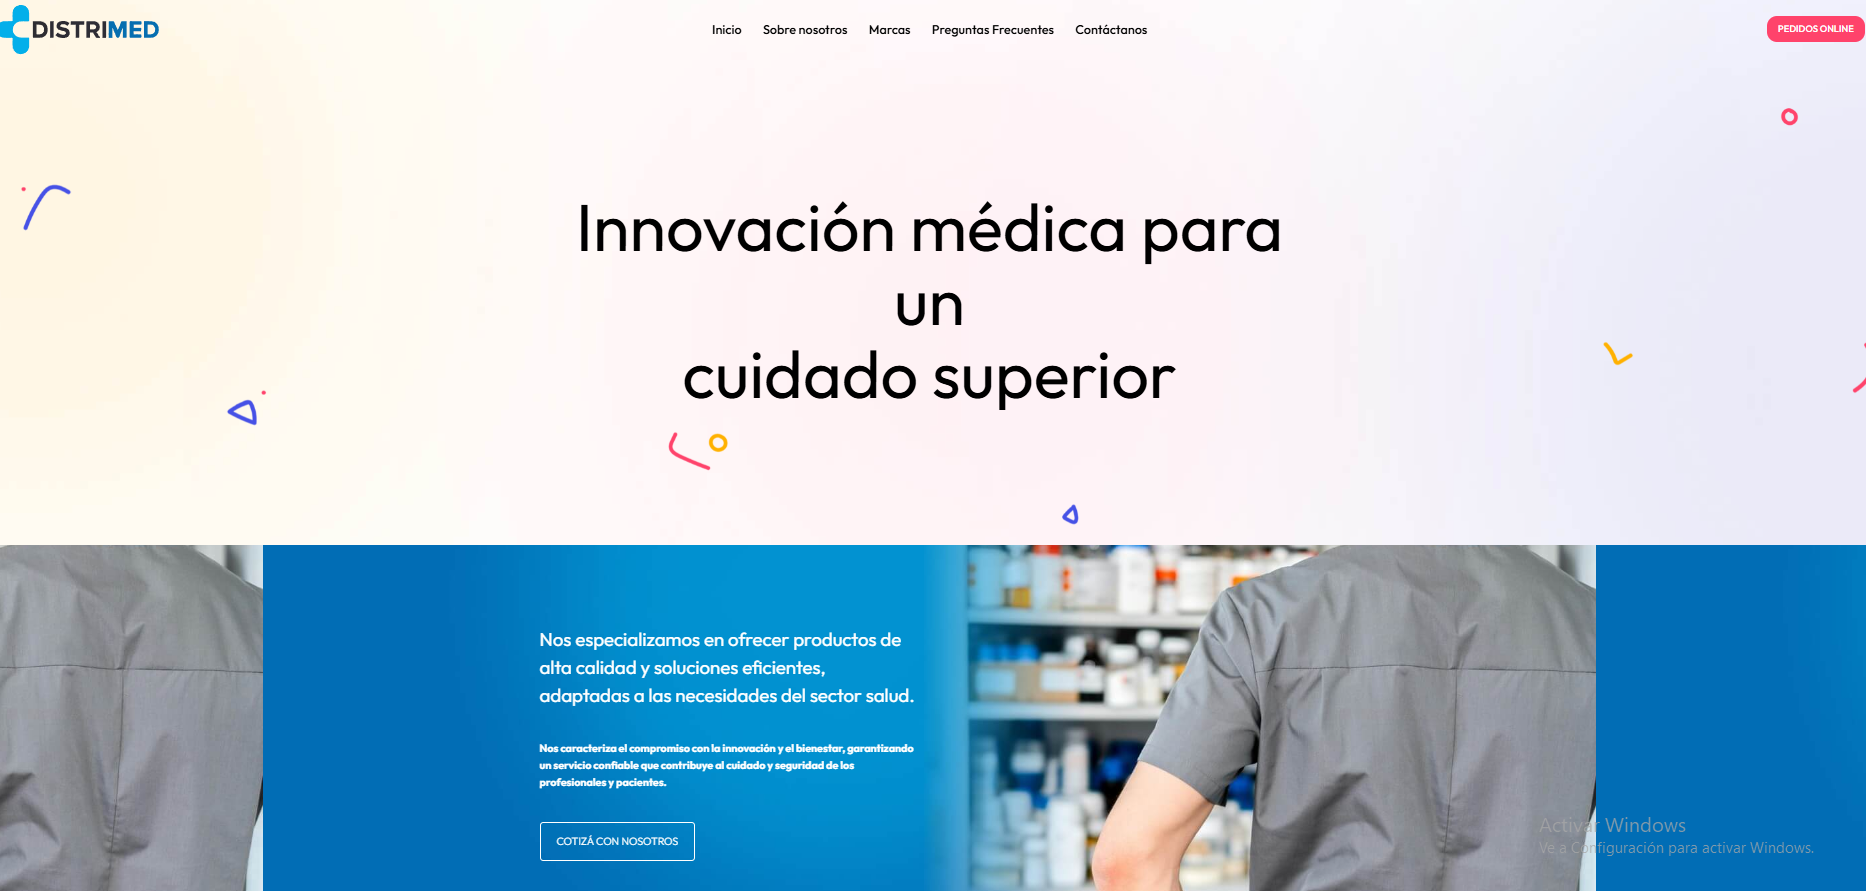 DISTRIMED
Inicio Sobre nosotros Marcas Preguntas Frecuentes Contáctanos
PEDIDOS ONLINE
Innovación médica para
un
cuidado superior
Nos especializamos en ofrecer productos de
alta calidad y soluciones eficientes,
adaptadas a las necesidades del sector salud.
Nos caracteriza el compromiso con la innovación y el bienestar, garantizando
un servicio confiable que contribuye al cuidado y seguridad de los
profesionales y pacientes.
COTIZÁ CON NOSOTROS
Activar Windows
Ve a Configuración para activar Windows.